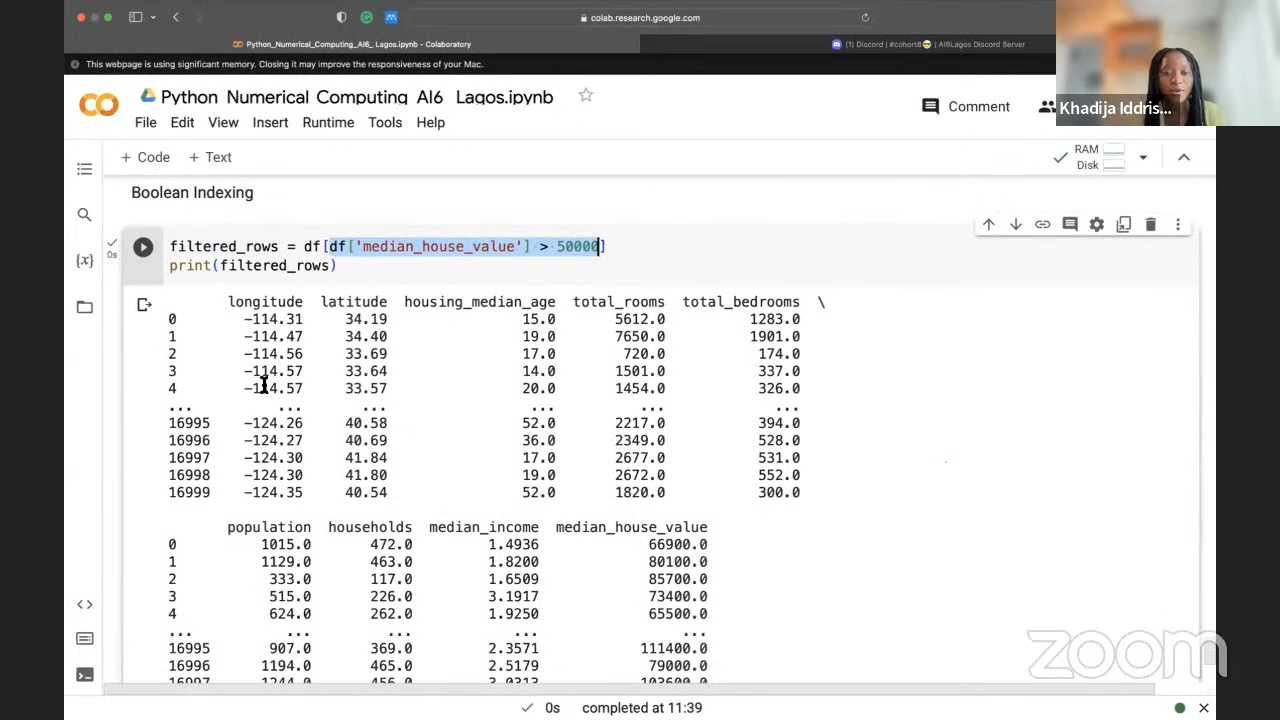 colab.research.google.com
Python_Numerical_Computing_AI6_ Lagos.ipynb - Colaboratory
(1) Discord | #cohort8😎 | AI6Lagos Discord Server
This webpage is using significant memory. Closing it may improve the responsiveness of your Mac.
Python_Numerical_Computing_AI6_ Lagos.ipynb
Khadija Iddris...
File Edit View Insert Runtime Tools Help
Comment
+ Code + Text
RAM
Disk
Boolean Indexing
filtered_rows = df[df['median_house_value'] > 50000]
0s
print(filtered_rows)
longitude latitude housing_median_age total_rooms total_bedrooms \
0 -114.31 34.19 15.0 5612.0 1283.0
1 -114.47 34.40 19.0 7650.0 1901.0
2 -114.56 33.69 17.0 720.0 174.0
3 -114.57 33.64 14.0 1501.0 337.0
4 -114.57 33.57 20.0 1454.0 326.0
... ... ... ... ... ...
16995 -124.26 40.58 52.0 2217.0 394.0
16996 -124.27 40.69 36.0 2349.0 528.0
16997 -124.30 41.84 17.0 2677.0 531.0
16998 -124.30 41.80 19.0 2672.0 552.0
16999 -124.35 40.54 52.0 1820.0 300.0
population households median_income median_house_value
0 1015.0 472.0 1.4936 66900.0
1 1129.0 463.0 1.8200 80100.0
2 333.0 117.0 1.6509 85700.0
3 515.0 226.0 3.1917 73400.0
4 624.0 262.0 1.9250 65500.0
... ... ... ... ...
16995 907.0 369.0 2.3571 111400.0
16996 1194.0 465.0 2.5179 79000.0
16997 1244.0 456.0 3.0313 103600.0
zoom
0s completed at 11:39